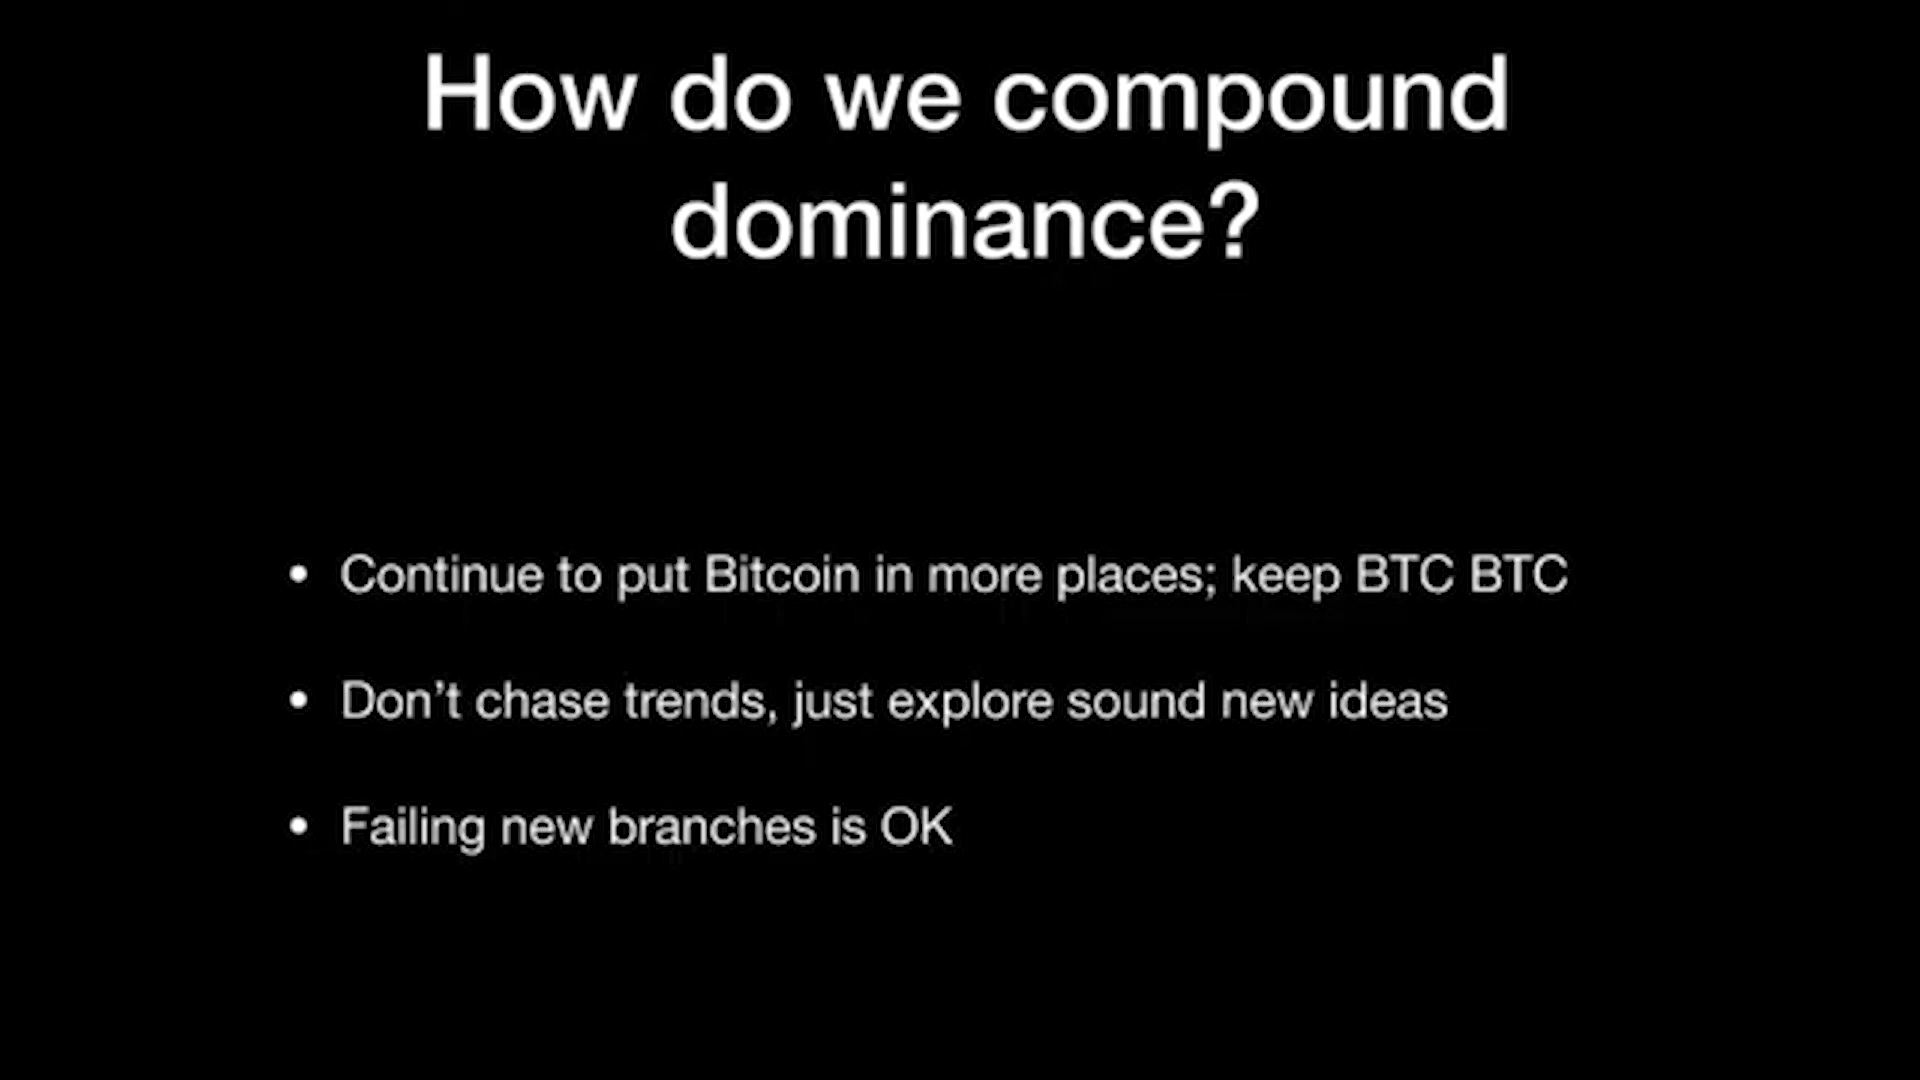 How do we compound
dominance?
• Continue to put Bitcoin in more places; keep BTC BTC
• Don’t chase trends, just explore sound new ideas
• Failing new branches is OK